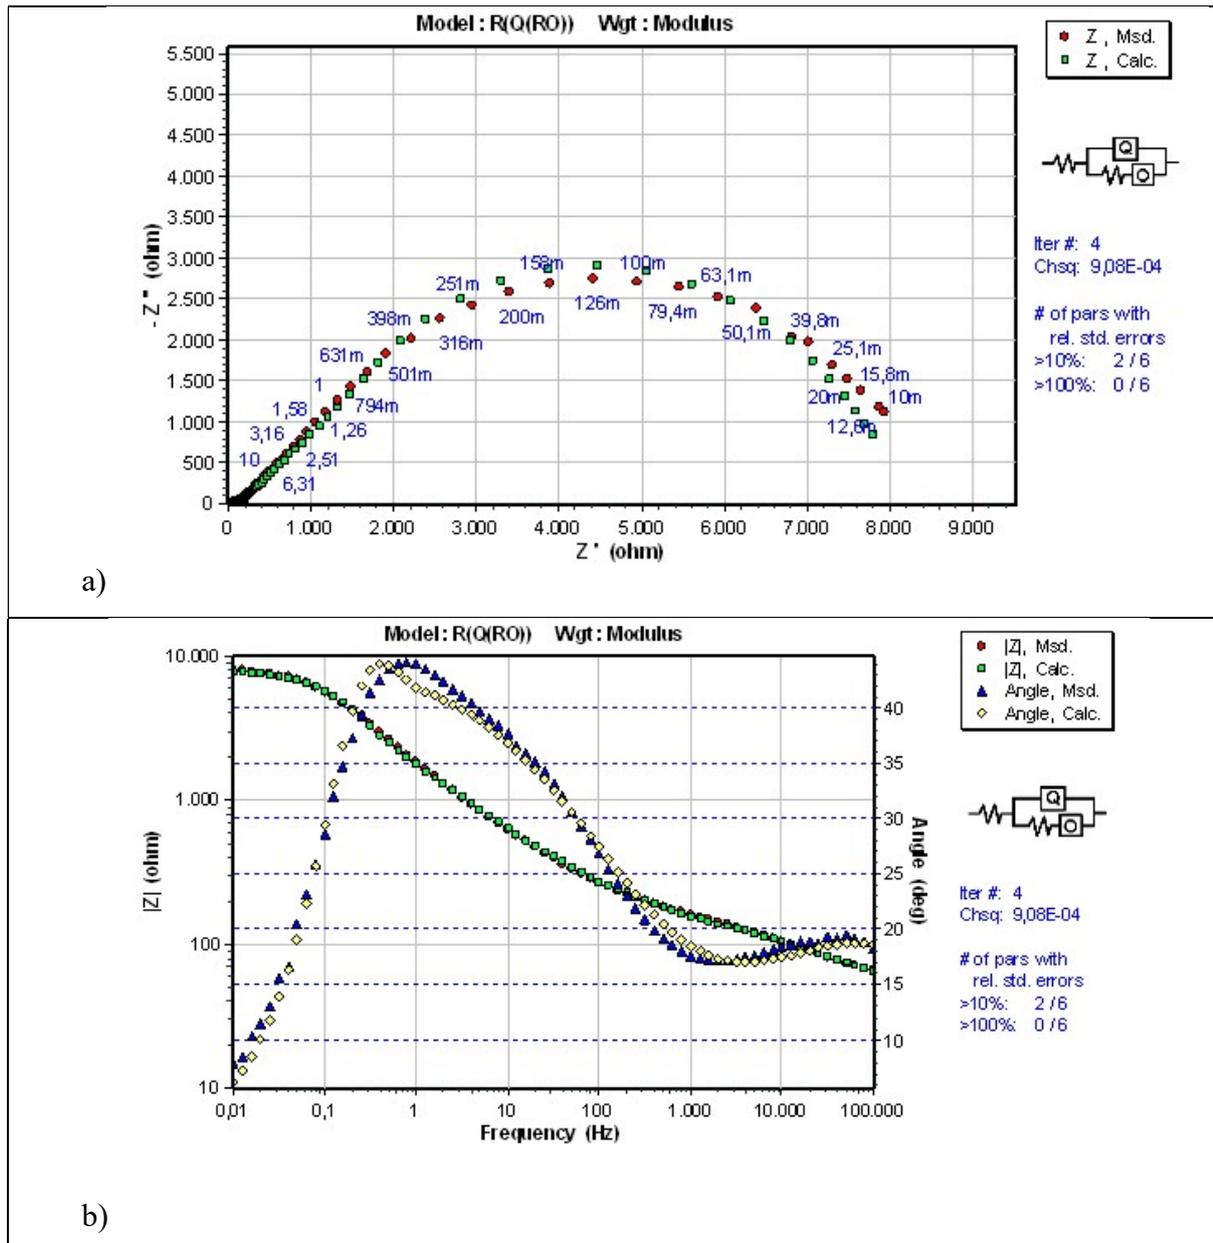 Model : R(Q(RO)) Wgt : Modulus
5.500
5.000
4.500
4.000
3.500
3.000
2.500
2.000
1.500
1.000
500
0
- Z '' (ohm)
Z , Msd.
Z , Calc.
Q
O
Iter #: 4
Chsq: 9,08E-04
# of pars with
rel. std. errors
>10%: 2 / 6
>100%: 0 / 6
158m
100m
63,1m
251m
126m
79,4m
398m
200m
50,1m
39,8m
316m
25,1m
631m
501m
15,8m
1
794m
20m
10m
1,58
1,26
12,6m
3,16
2,51
10
6,31
0
1.000
2.000
3.000
4.000
5.000
6.000
7.000
8.000
9.000
Z ' (ohm)
a)
Model : R(Q(RO)) Wgt : Modulus
10.000
1.000
100
10
|Z| (ohm)
40
35
30
25
20
15
10
Angle (deg)
|Z|, Msd.
|Z|, Calc.
Angle, Msd.
Angle, Calc.
Q
O
Iter #: 4
Chsq: 9,08E-04
# of pars with
rel. std. errors
>10%: 2 / 6
>100%: 0 / 6
0,01
0,1
1
10
100
1.000
10.000
100.000
Frequency (Hz)
b)